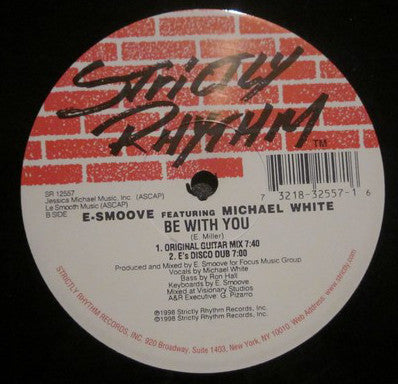 STRICTLY
RHYTHM
TM
SR 12557
Jessica Michael Music, Inc. (ASCAP)
Le Smooth Music (ASCAP)
B SIDE
7 3218-32557-1 6
E-SMOOVE FEATURING MICHAEL WHITE
BE WITH YOU
(E. Miller)
1. ORIGINAL GUITAR MIX 7:40
2. E's DISCO DUB 7:00
Produced and Mixed by E. Smoove for Focus Music Group
Vocals by Michael White
Bass by Ron Hall
Keyboards by E. Smoove
Mixed at Visionary Studios
A&R Executive G. Pizarro
℗1998 Strictly Rhythm Records, Inc.
©1998 Strictly Rhythm Records, Inc.
STRICTLY RHYTHM RECORDS, INC. 920 Broadway, Suite 1403, New York, NY. 10010. Web Address: www.strictly.com